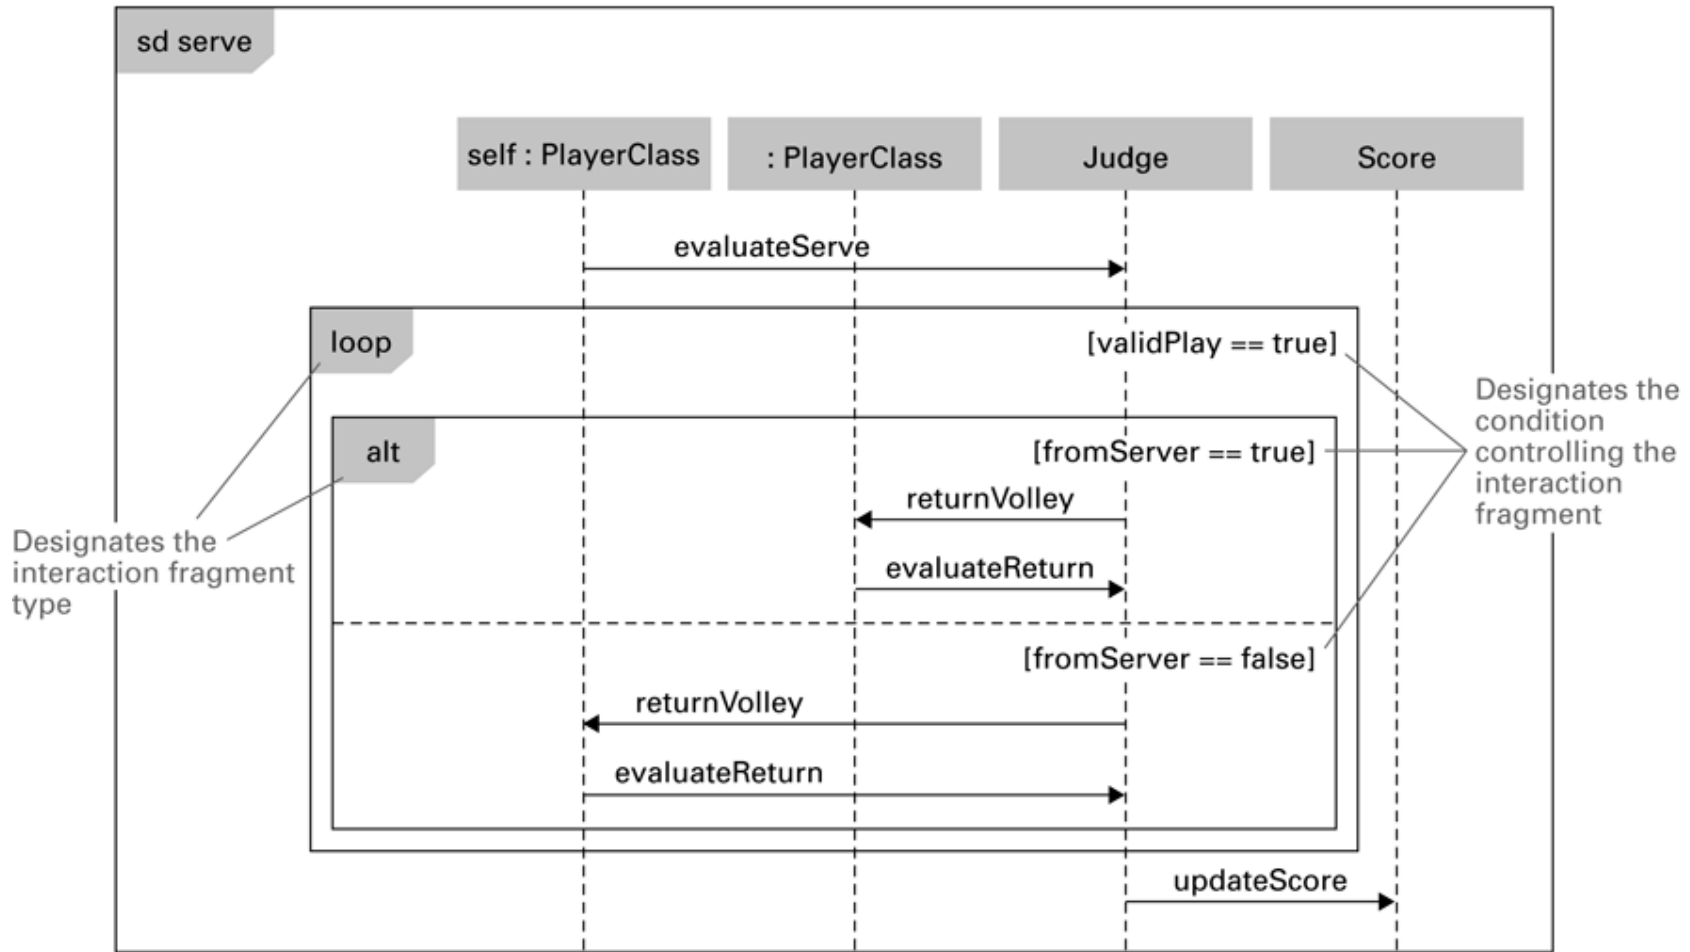 sd serve
self : PlayerClass
: PlayerClass
Judge
Score
evaluateServe
loop
[validPlay == true]
Designates the
condition
controlling the
interaction
fragment
alt
[fromServer == true]
returnVolley
evaluateReturn
Designates the
interaction fragment
type
[fromServer == false]
returnVolley
evaluateReturn
updateScore